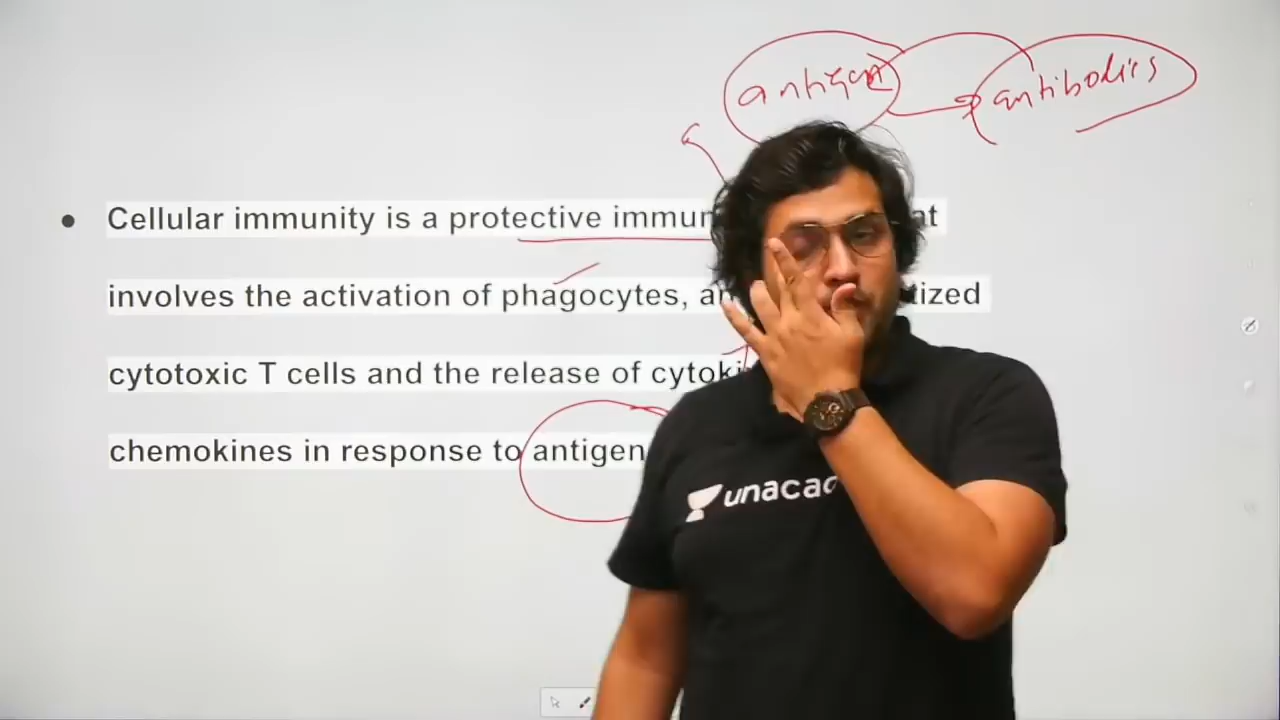 antigen antibodies
Cellular immunity is a protective immun
involves the activation of phagocytes, tized
cytotoxic T cells and the release of cytoki
chemokines in response to antigen
unacad